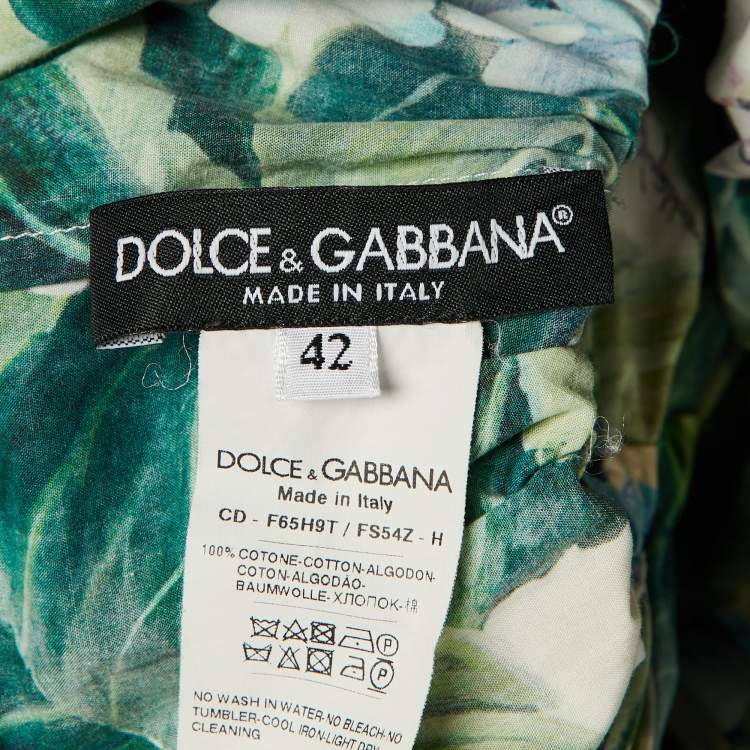 DOLCE & GABBANA®
MADE IN ITALY
42
DOLCE & GABBANA
Made in Italy
CD - F65H9T / FS54Z - H
100% COTONE-COTTON-ALGODON-
COTON-ALGODÃO-
BAUMWOLLE-ХЛОПОК-棉
P
P
NO WASH IN WATER-NO BLEACH-NO
TUMBLER-COOL IRON-LIGHT DRY
CLEANING